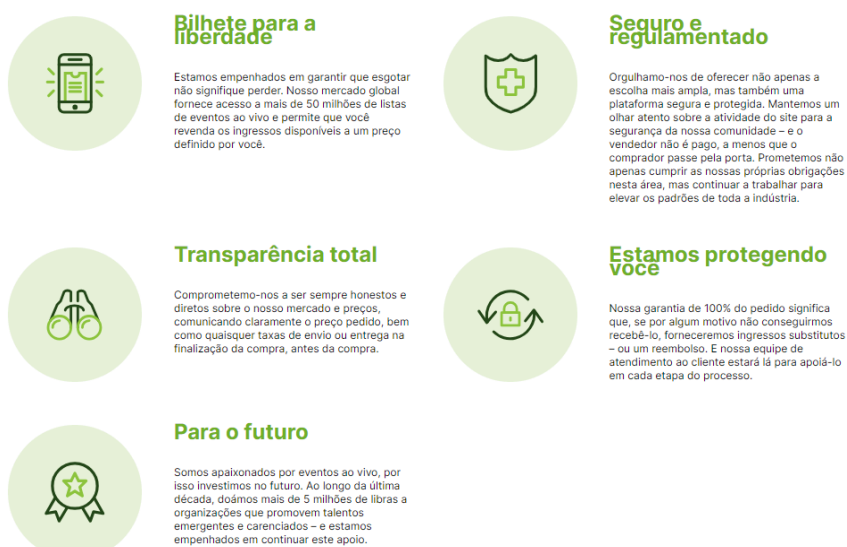 Bilhete para a
liberdade
Estamos empenhados em garantir que esgotar
não signifique perder. Nosso mercado global
fornece acesso a mais de 50 milhões de listas
de eventos ao vivo e permite que você
revenda os ingressos disponíveis a um preço
definido por você.
Seguro e
regulamentado
Orgulhamo-nos de oferecer não apenas a
escolha mais ampla, mas também uma
plataforma segura e protegida. Mantemos um
olhar atento sobre a atividade do site para a
segurança da nossa comunidade – e o
vendedor não é pago, a menos que o
comprador passe pela porta. Prometemos não
apenas cumprir as nossas próprias obrigações
nesta área, mas continuar a trabalhar para
elevar os padrões de toda a indústria.
Transparência total
Comprometemo-nos a ser sempre honestos e
diretos sobre o nosso mercado e preços,
comunicando claramente o preço pedido, bem
como quaisquer taxas de envio ou entrega na
finalização da compra, antes da compra.
Estamos protegendo
você
Nossa garantia de 100% do pedido significa
que, se por algum motivo não conseguirmos
recebê-lo, forneceremos ingressos substitutos
– ou um reembolso. E nossa equipe de
atendimento ao cliente estará lá para apoiá-lo
em cada etapa do processo.
Para o futuro
Somos apaixonados por eventos ao vivo, por
isso investimos no futuro. Ao longo da última
década, doámos mais de 5 milhões de libras a
organizações que promovem talentos
emergentes e carenciados – e estamos
empenhados em continuar este apoio.